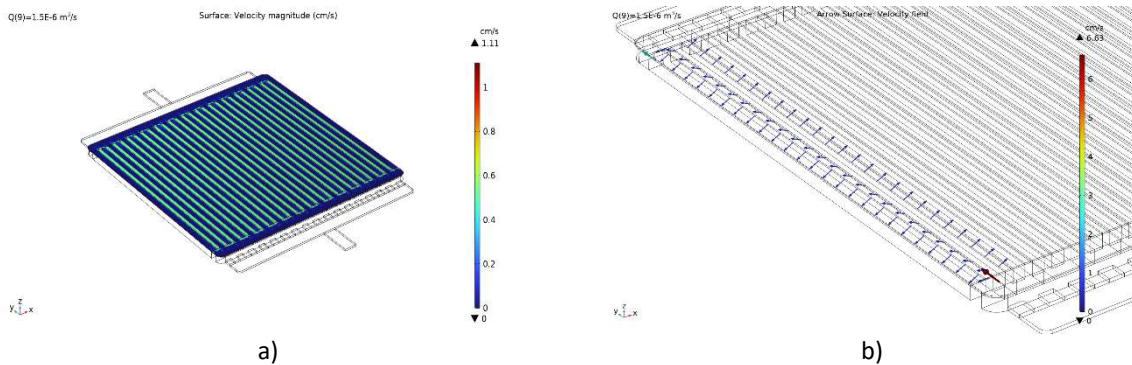 Q(9)=1.5E-6 m³/s
Surface: Velocity magnitude (cm/s)
cm/s
▲ 1.11
1
0.8
0.6
0.4
0.2
0
▼ 0
y z x
a)
Q(9)=1.5E-6 m³/s
Arrow Surface: Velocity field
cm/s
▲ 6.63
6
5
4
3
2
1
0
▼ 0
y z x
b)